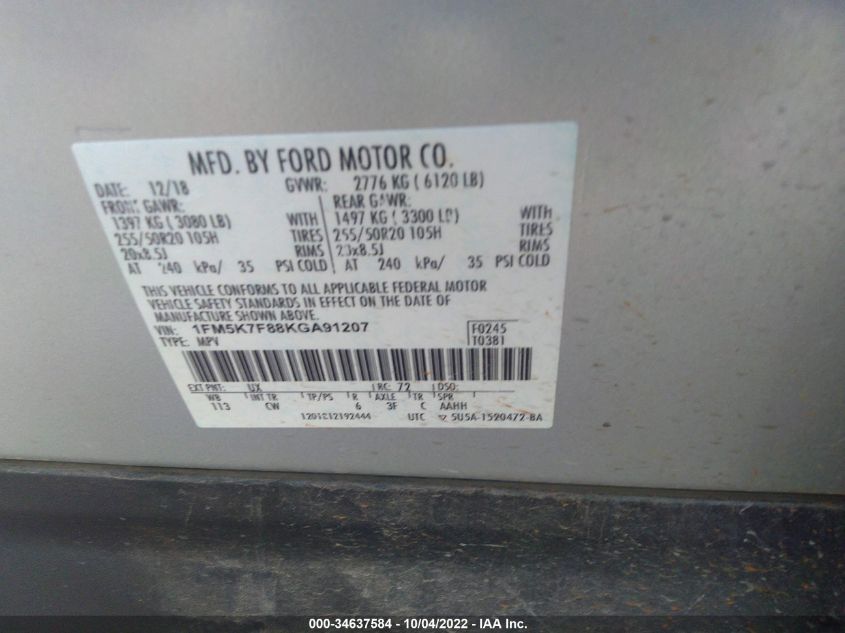 MFD. BY FORD MOTOR CO.
DATE: 12/18 GVWR: 2776 KG ( 6120 LB)
FRONT GAWR: REAR GAWR:
1397 KG ( 3080 LB) WITH 1497 KG ( 3300 LB) WITH
255/50R20 105H TIRES 255/50R20 105H TIRES
20x8.5J RIMS 20x8.5J RIMS
AT 240 kPa/ 35 PSI COLD AT 240 kPa/ 35 PSI COLD
THIS VEHICLE CONFORMS TO ALL APPLICABLE FEDERAL MOTOR
VEHICLE SAFETY STANDARDS IN EFFECT ON THE DATE OF
MANUFACTURE SHOWN ABOVE.
VIN: 1FM5K7F88KGA91207 F0245
TYPE: MPV T0381
EXT PNT: UX RC: 72 DSO:
WB INT TR TP/PS R AXLE TR SPR
113 CW 6 3F C AAHH
UTC 5U5A-1520472-BA
000-34637584 - 10/04/2022 - IAA Inc.